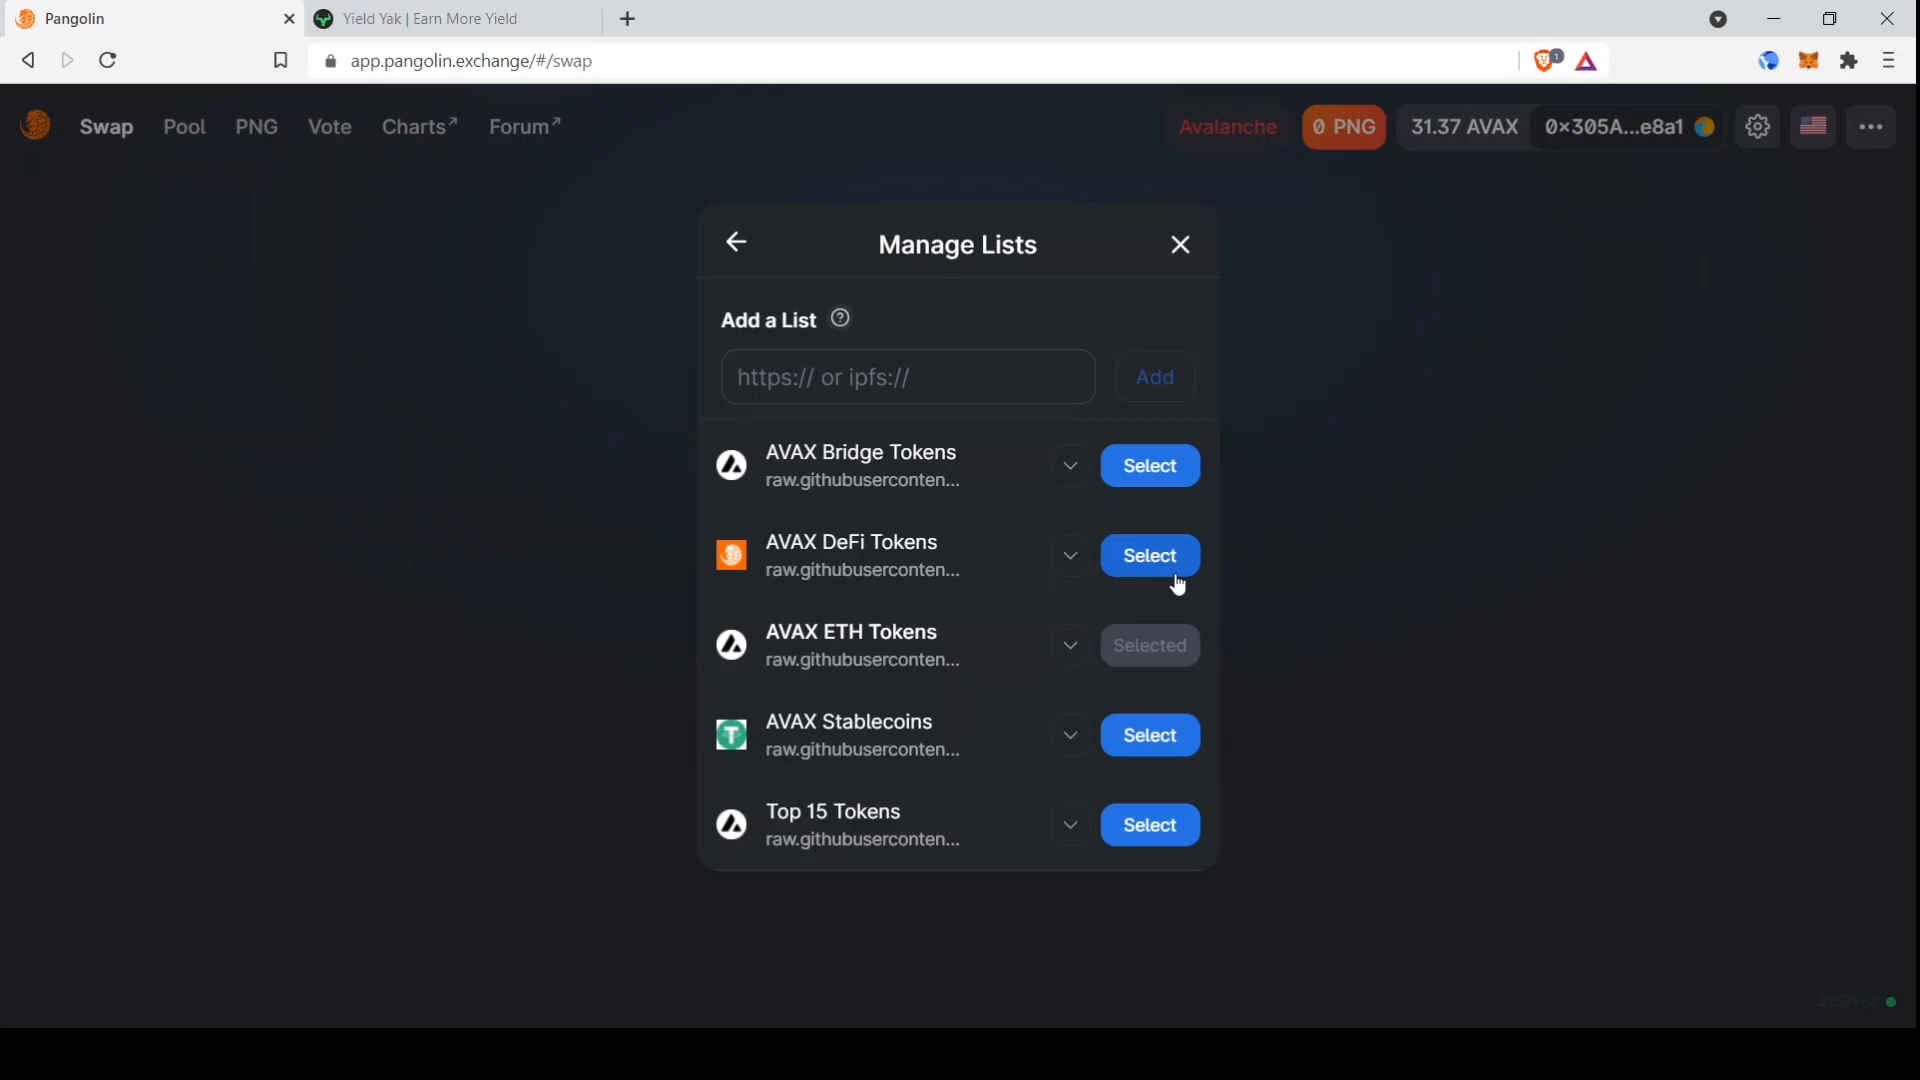 Pangolin
Yield Yak | Earn More Yield
app.pangolin.exchange/#/swap
1
Swap
Pool
PNG
Vote
Charts↗
Forum↗
Avalanche
0 PNG
31.37 AVAX
0×305A...e8a1
Manage Lists
Add a List
https:// or ipfs://
Add
AVAX Bridge Tokens
raw.githubuserconten...
Select
AVAX DeFi Tokens
raw.githubuserconten...
Select
AVAX ETH Tokens
raw.githubuserconten...
Selected
AVAX Stablecoins
raw.githubuserconten...
Select
Top 15 Tokens
raw.githubuserconten...
Select